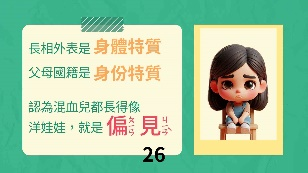 長相外表是身體特質
父母國籍是身份特質
認為混血兒都長得像
洋娃娃，就是偏見
26